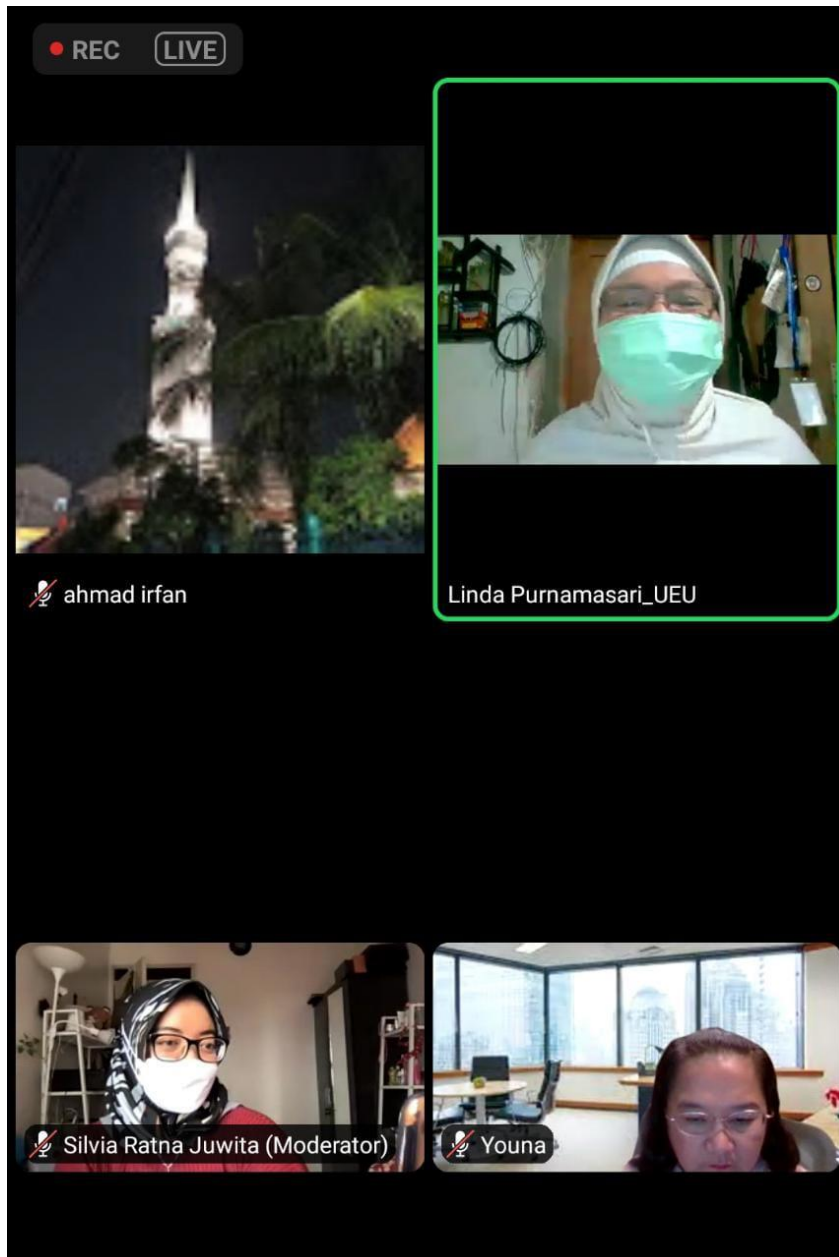 REC LIVE
ahmad irfan
Linda Purnamasari_UEU
Silvia Ratna Juwita (Moderator)
Youna